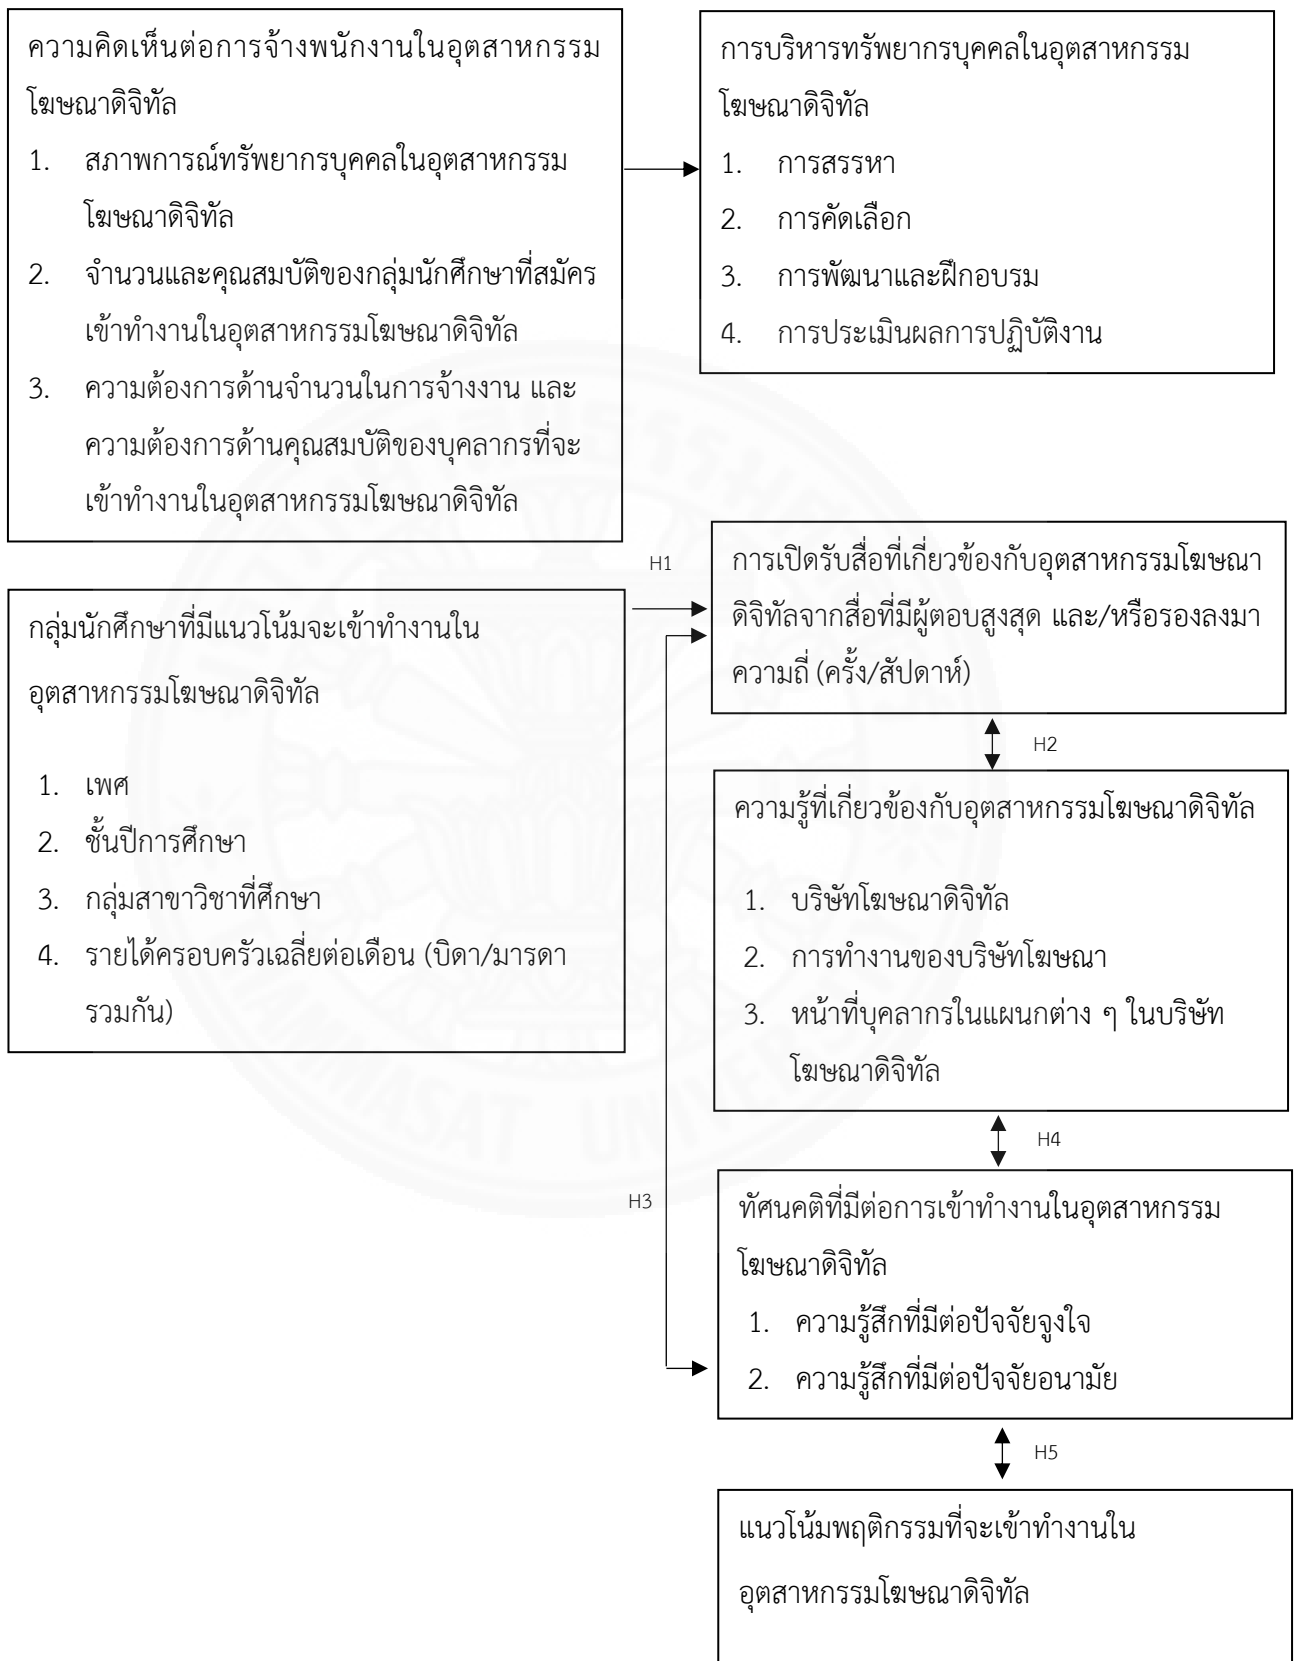 ความคิดเห็นต่อการจ้างพนักงานในอุตสาหกรรม
โฆษณาดิจิทัล
1. สภาพการณ์ทรัพยากรบุคคลในอุตสาหกรรม
โฆษณาดิจิทัล
2. จำนวนและคุณสมบัติของกลุ่มนักศึกษาที่สมัคร
เข้าทำงานในอุตสาหกรรมโฆษณาดิจิทัล
3. ความต้องการด้านจำนวนในการจ้างงาน และ
ความต้องการด้านคุณสมบัติของบุคลากรที่จะ
เข้าทำงานในอุตสาหกรรมโฆษณาดิจิทัล
การบริหารทรัพยากรบุคคลในอุตสาหกรรม
โฆษณาดิจิทัล
1. การสรรหา
2. การคัดเลือก
3. การพัฒนาและฝึกอบรม
4. การประเมินผลการปฏิบัติงาน
กลุ่มนักศึกษาที่มีแนวโน้มจะเข้าทำงานใน
อุตสาหกรรมโฆษณาดิจิทัล
1. เพศ
2. ชั้นปีการศึกษา
3. กลุ่มสาขาวิชาที่ศึกษา
4. รายได้ครอบครัวเฉลี่ยต่อเดือน (บิดา/มารดา
รวมกัน)
H1
การเปิดรับสื่อที่เกี่ยวข้องกับอุตสาหกรรมโฆษณา
ดิจิทัลจากสื่อที่มีผู้ตอบสูงสุด และ/หรือรองลงมา
ความถี่ (ครั้ง/สัปดาห์)
H2
ความรู้ที่เกี่ยวข้องกับอุตสาหกรรมโฆษณาดิจิทัล
1. บริษัทโฆษณาดิจิทัล
2. การทำงานของบริษัทโฆษณา
3. หน้าที่บุคลากรในแผนกต่าง ๆ ในบริษัท
โฆษณาดิจิทัล
H4
H3
ทัศนคติที่มีต่อการเข้าทำงานในอุตสาหกรรม
โฆษณาดิจิทัล
1. ความรู้สึกที่มีต่อปัจจัยจูงใจ
2. ความรู้สึกที่มีต่อปัจจัยอนามัย
H5
แนวโน้มพฤติกรรมที่จะเข้าทำงานใน
อุตสาหกรรมโฆษณาดิจิทัล
THAMMASAT UNIVERSITY